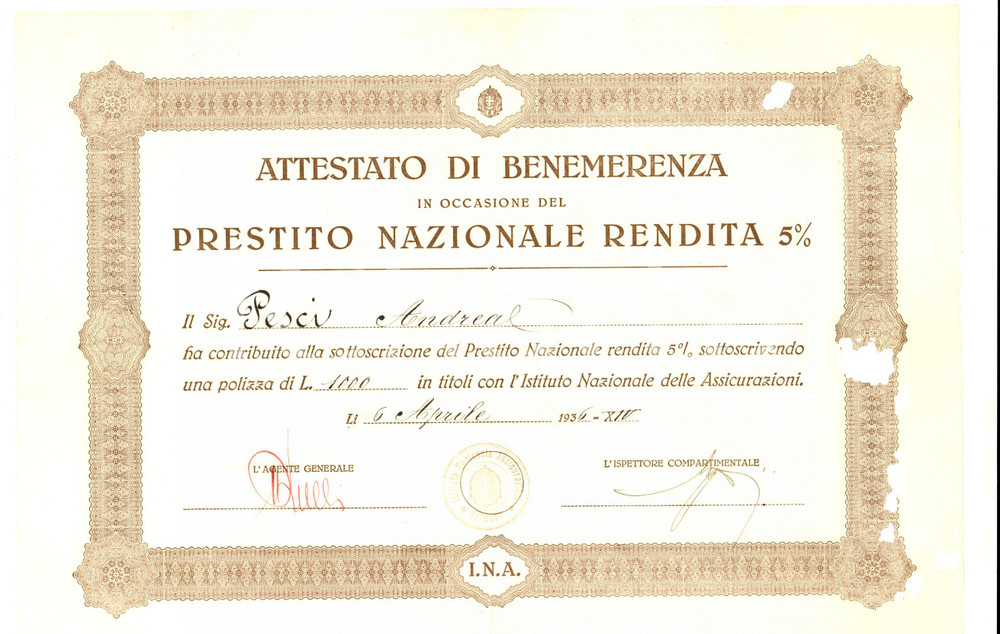 ATTESTATO DI BENEMERENZA
IN OCCASIONE DEL
PRESTITO NAZIONALE RENDITA 5%
Il Sig. Pesci Andrea
ha contribuito alla sottoscrizione del Prestito Nazionale rendita 5%, sottoscrivendo
una polizza di L. 1000 in titoli con l'Istituto Nazionale delle Assicurazioni.
Li 6 Aprile 1936 - XIV
L'AGENTE GENERALE
L'ISPETTORE COMPARTIMENTALE
I.N.A.